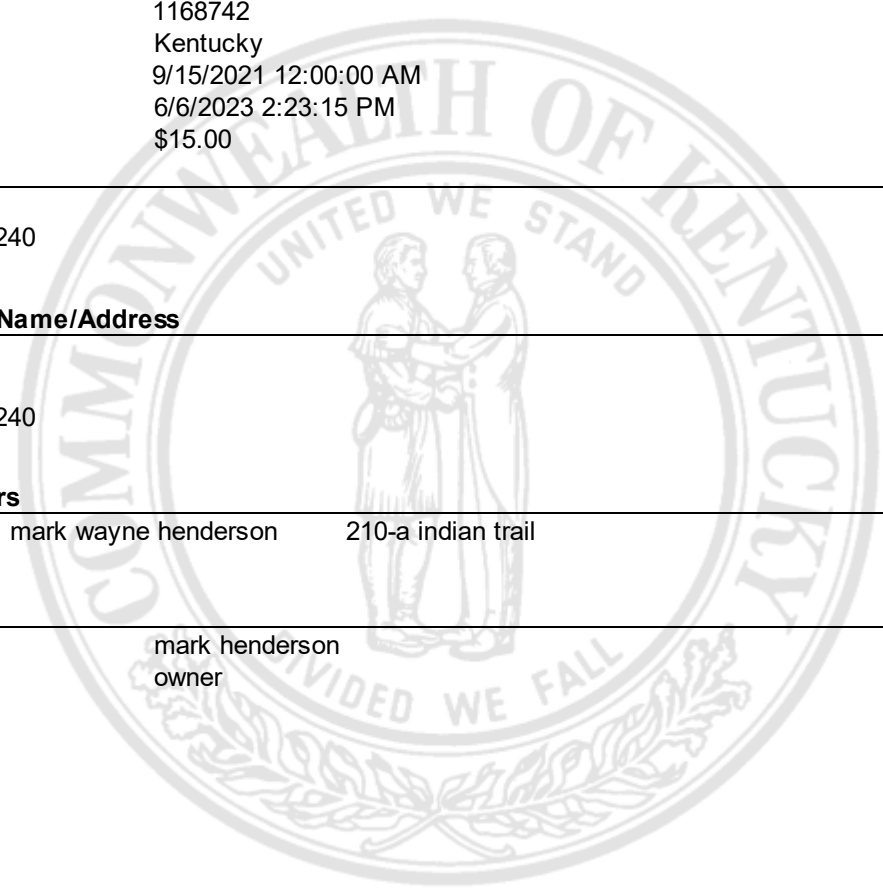 1168742
Kentucky
9/15/2021 12:00:00 AM
6/6/2023 2:23:15 PM
$15.00
240
Name/Address
240
rs
mark wayne henderson 210-a indian trail
mark henderson
owner
COMMONWEALTH OF KENTUCKY
UNITED WE STAND
DIVIDED WE FALL